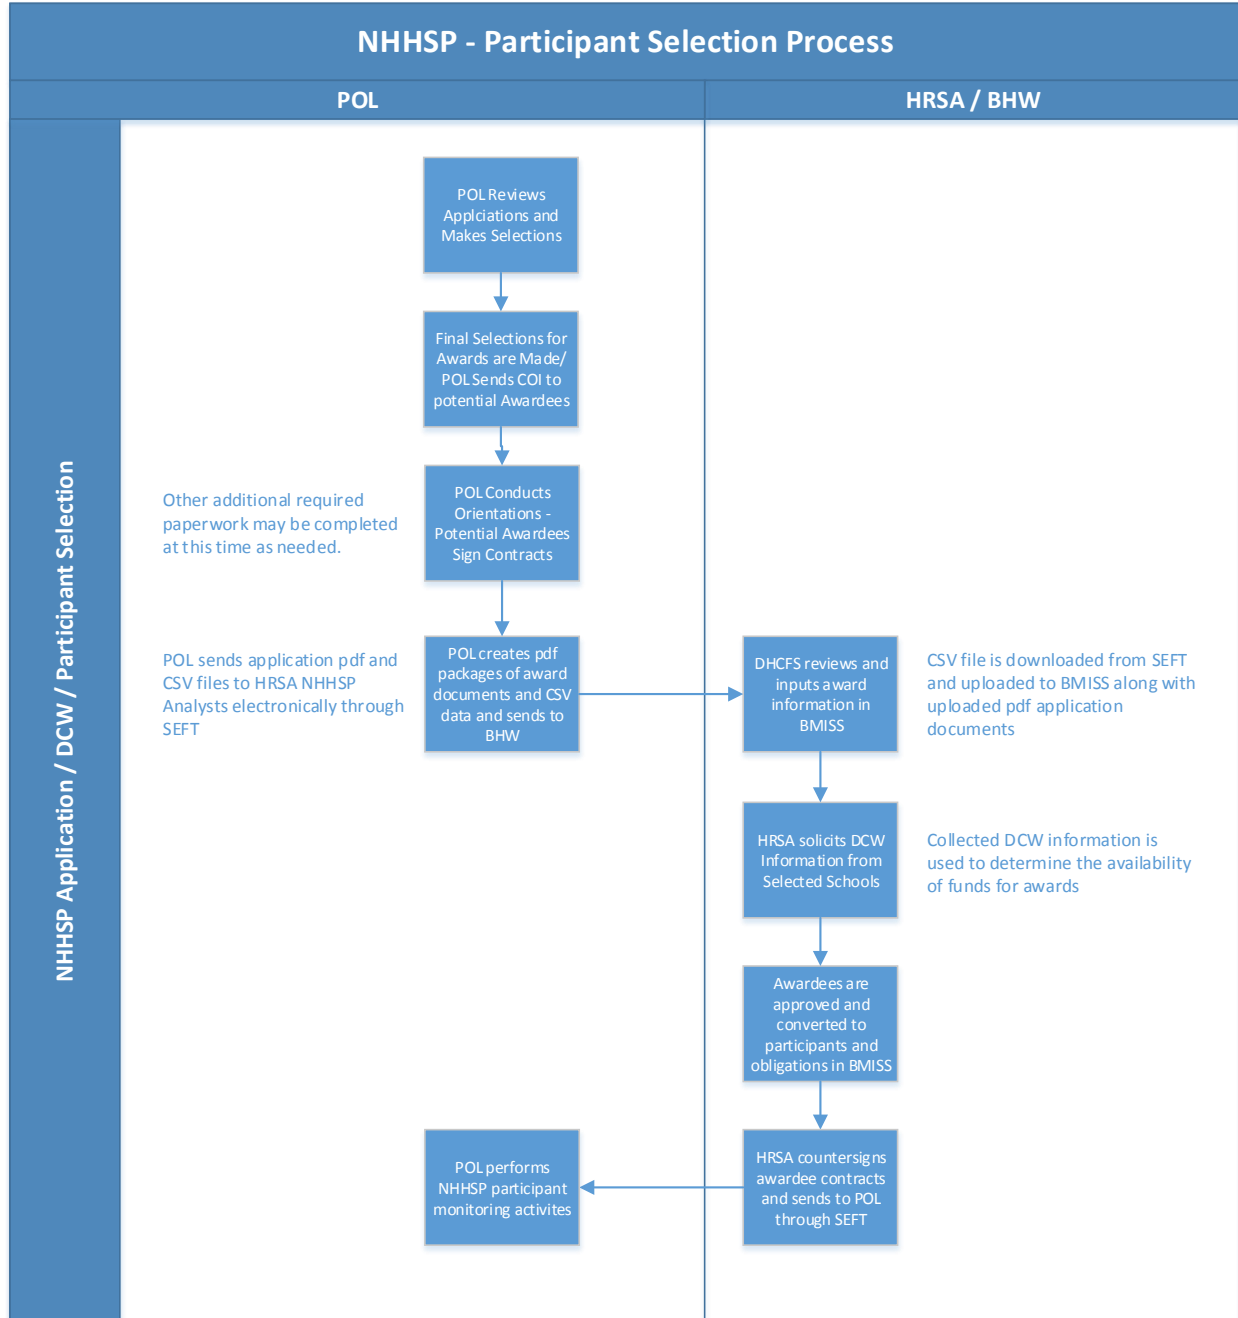 NHHSP - Participant Selection Process
POL
HRSA / BHW
NHHSP Application / DCW / Participant Selection
POL Reviews
Applciations and
Makes Selections
Final Selections for
Awards are Made/
POL Sends COI to
potential Awardees
Other additional required
paperwork may be completed
at this time as needed.
POL Conducts
Orientations -
Potential Awardees
Sign Contracts
POL sends application pdf and
CSV files to HRSA NHHSP
Analysts electronically through
SEFT
POL creates pdf
packages of award
documents and CSV
data and sends to
BHW
DHCFS reviews and
inputs award
information in
BMISS
CSV file is downloaded from SEFT
and uploaded to BMISS along with
uploaded pdf application
documents
HRSA solicits DCW
Information from
Selected Schools
Collected DCW information is
used to determine the availability
of funds for awards
Awardees are
approved and
converted to
participants and
obligations in BMISS
HRSA countersigns
awardee contracts
and sends to POL
through SEFT
POL performs
NHHSP participant
monitoring activites